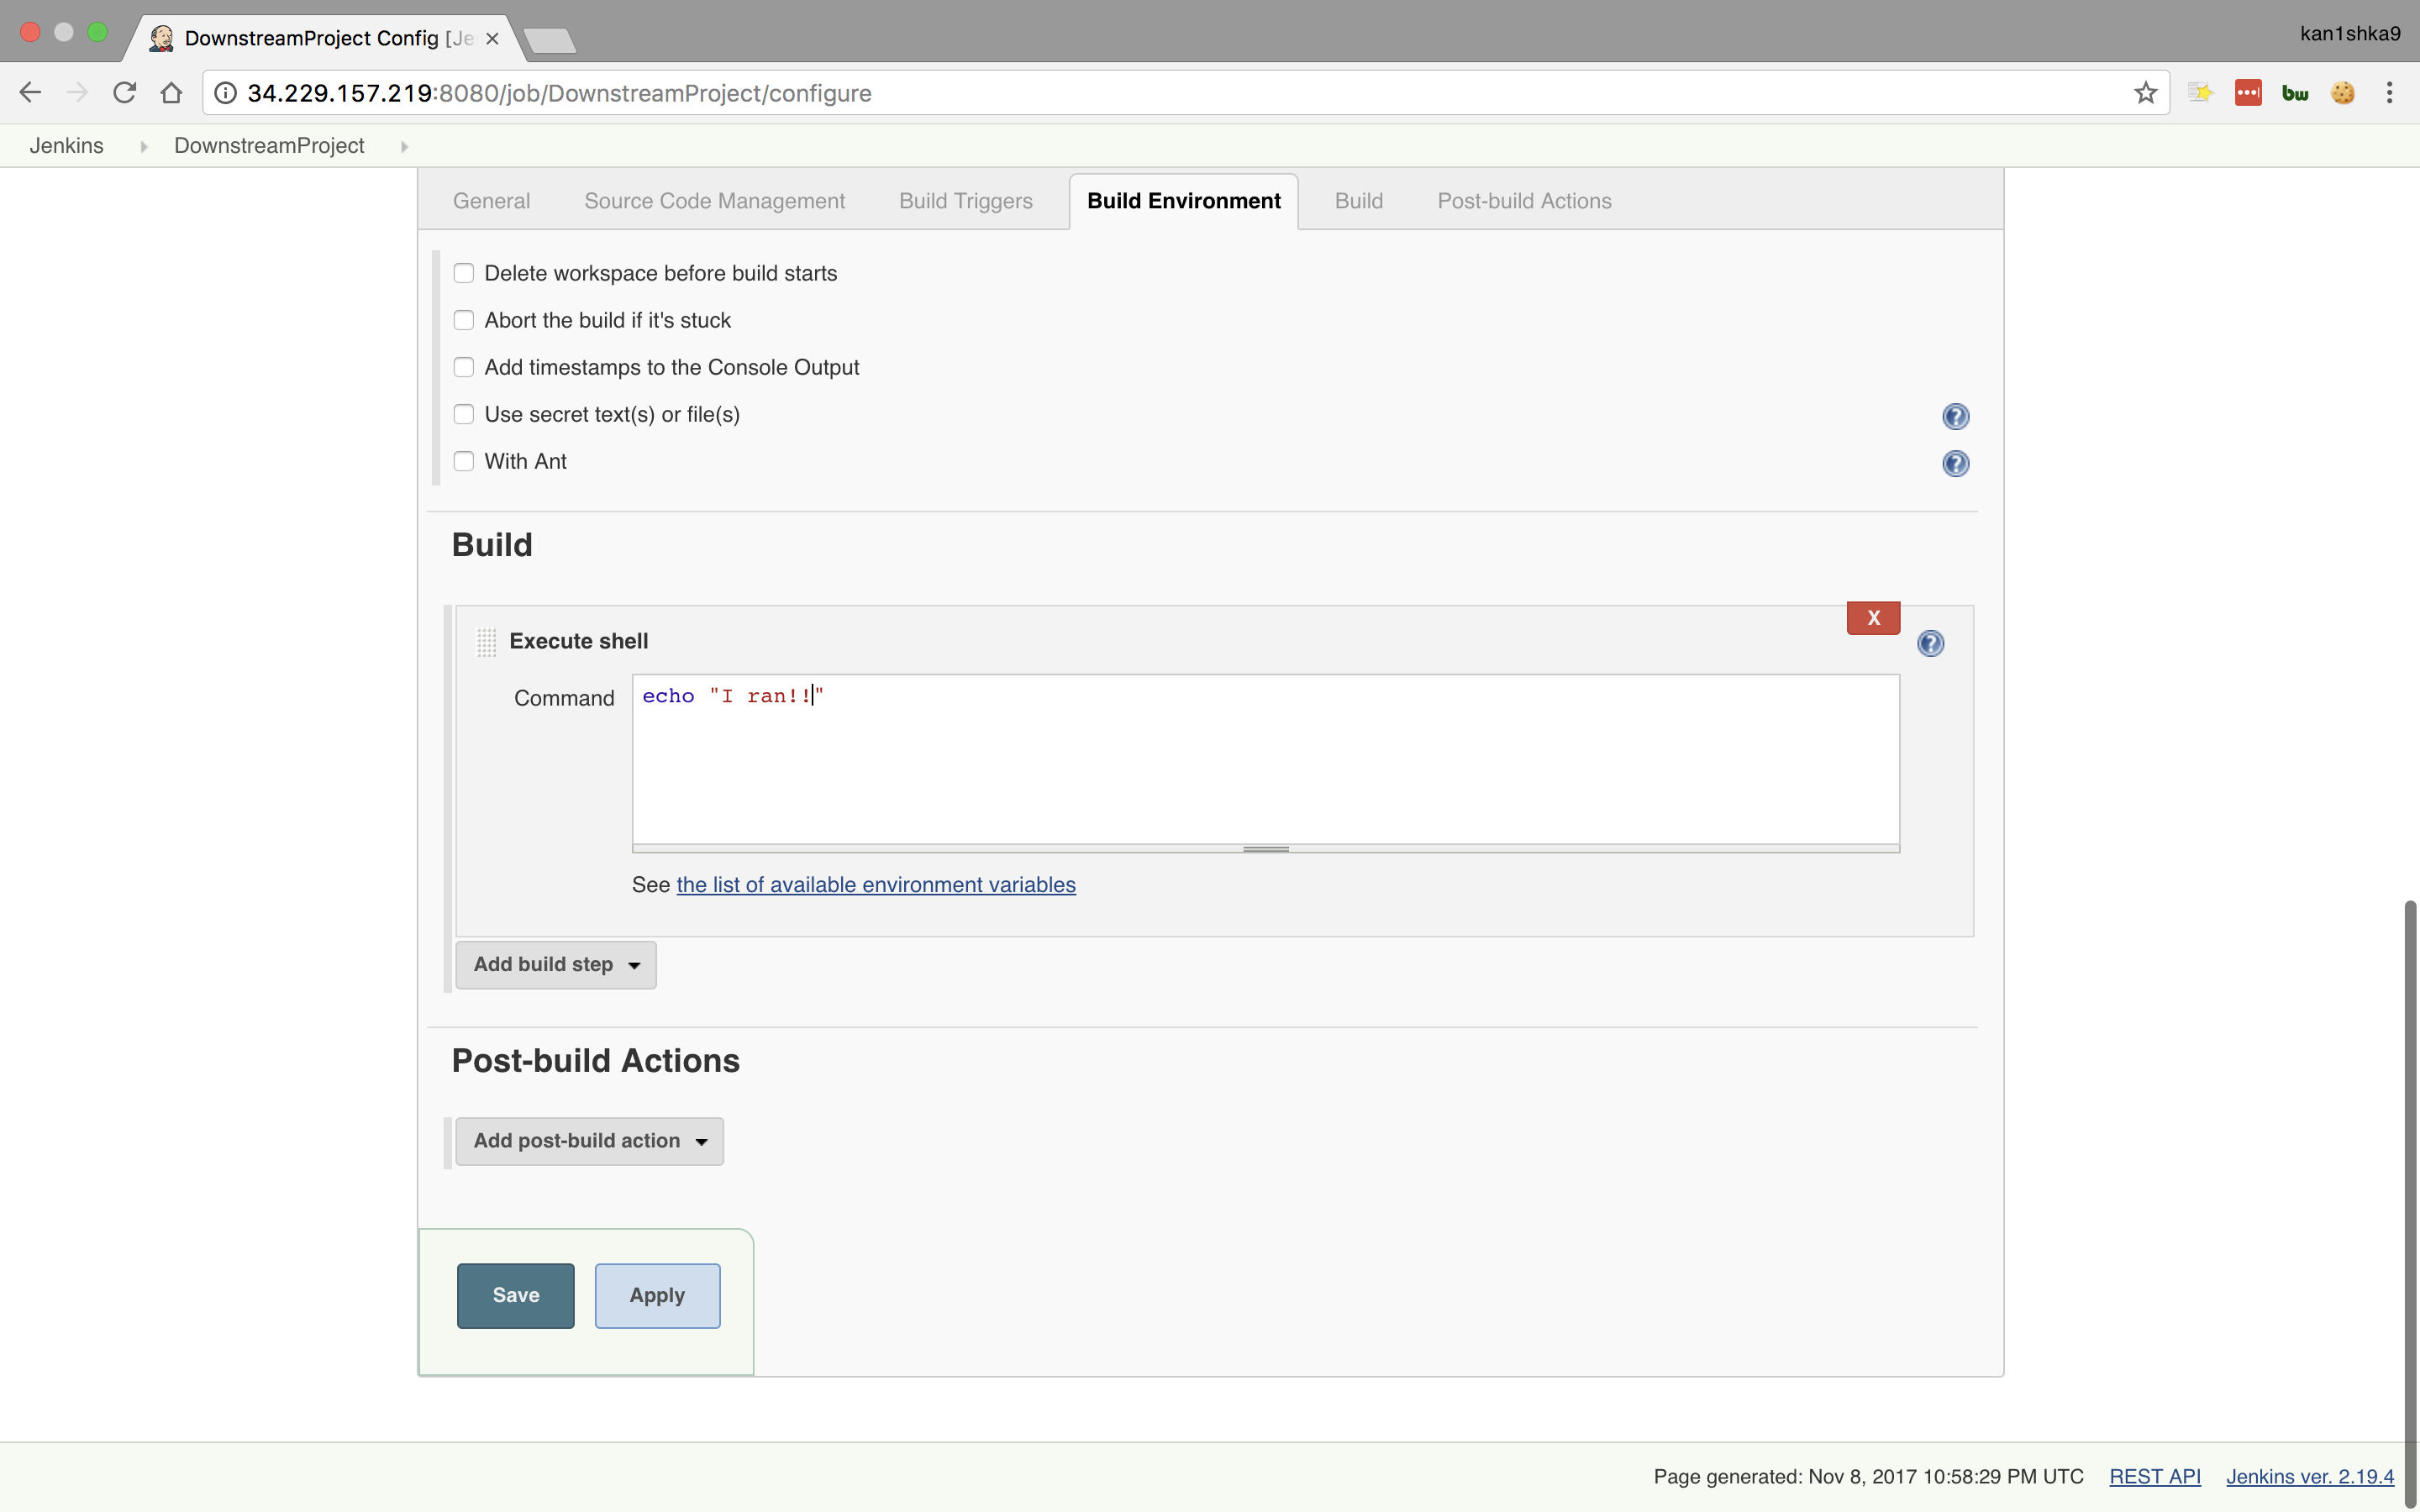 DownstreamProject Config [Je
kan1shka9
34.229.157.219:8080/job/DownstreamProject/configure
bw
Jenkins DownstreamProject
General Source Code Management Build Triggers Build Environment Build Post-build Actions
Delete workspace before build starts
Abort the build if it's stuck
Add timestamps to the Console Output
Use secret text(s) or file(s)
With Ant
Build
X
Execute shell
Command echo "I ran!!"
See the list of available environment variables
Add build step
Post-build Actions
Add post-build action
Save Apply
Page generated: Nov 8, 2017 10:58:29 PM UTC REST API Jenkins ver. 2.19.4